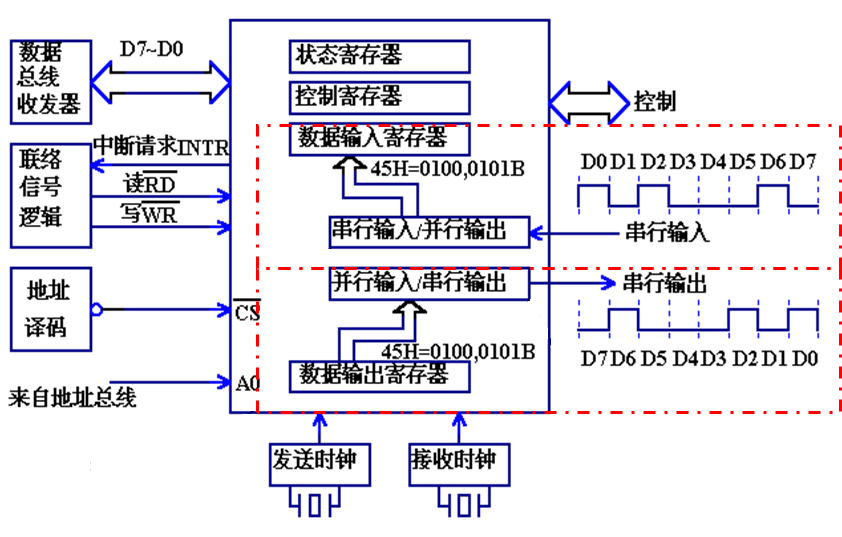 数据
总线
收发器
D7~D0
状态寄存器
控制寄存器
控制
数据输入寄存器
联络
信号
逻辑
中断请求INTR
读RD
写WR
45H=0100,0101B
D0 D1 D2 D3 D4 D5 D6 D7
串行输入/并行输出
串行输入
并行输入/串行输出
串行输出
地址
译码
CS
45H=0100,0101B
D7 D6 D5 D4 D3 D2 D1 D0
数据输出寄存器
A0
来自地址总线
发送时钟
接收时钟